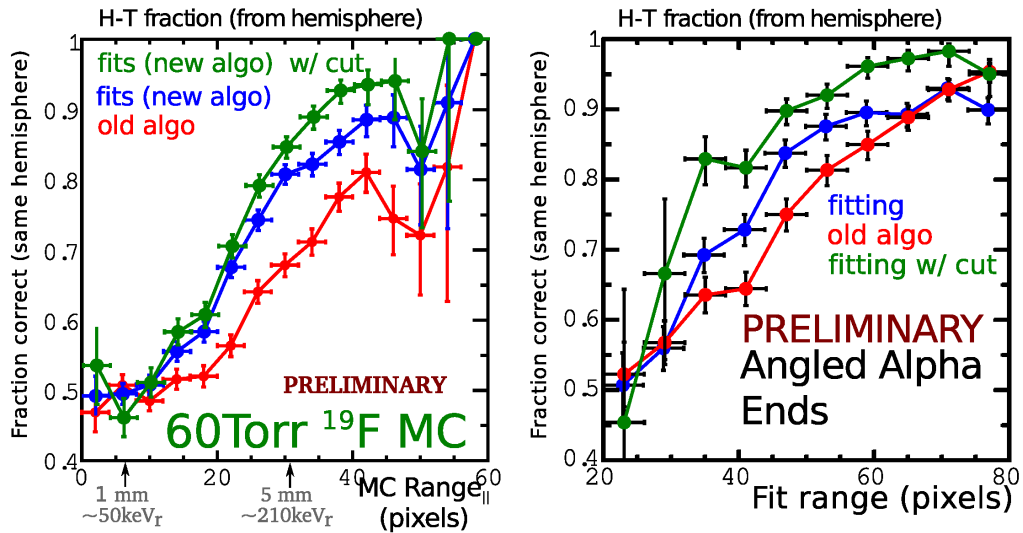 H-T fraction (from hemisphere)
1
fits (new algo) w/ cut
fits (new algo)
old algo
0.9
0.8
0.7
0.6
0.5
0.4
Fraction correct (same hemisphere)
PRELIMINARY
60Torr ¹⁹F MC
0
20
40
60
1 mm
~50keVr
5 mm
~210keVr
MC Range||
(pixels)
H-T fraction (from hemisphere)
1
0.9
0.8
0.7
0.6
0.5
0.4
Fraction correct (same hemisphere)
fitting
old algo
fitting w/ cut
PRELIMINARY
Angled Alpha
Ends
20
40
60
80
Fit range (pixels)